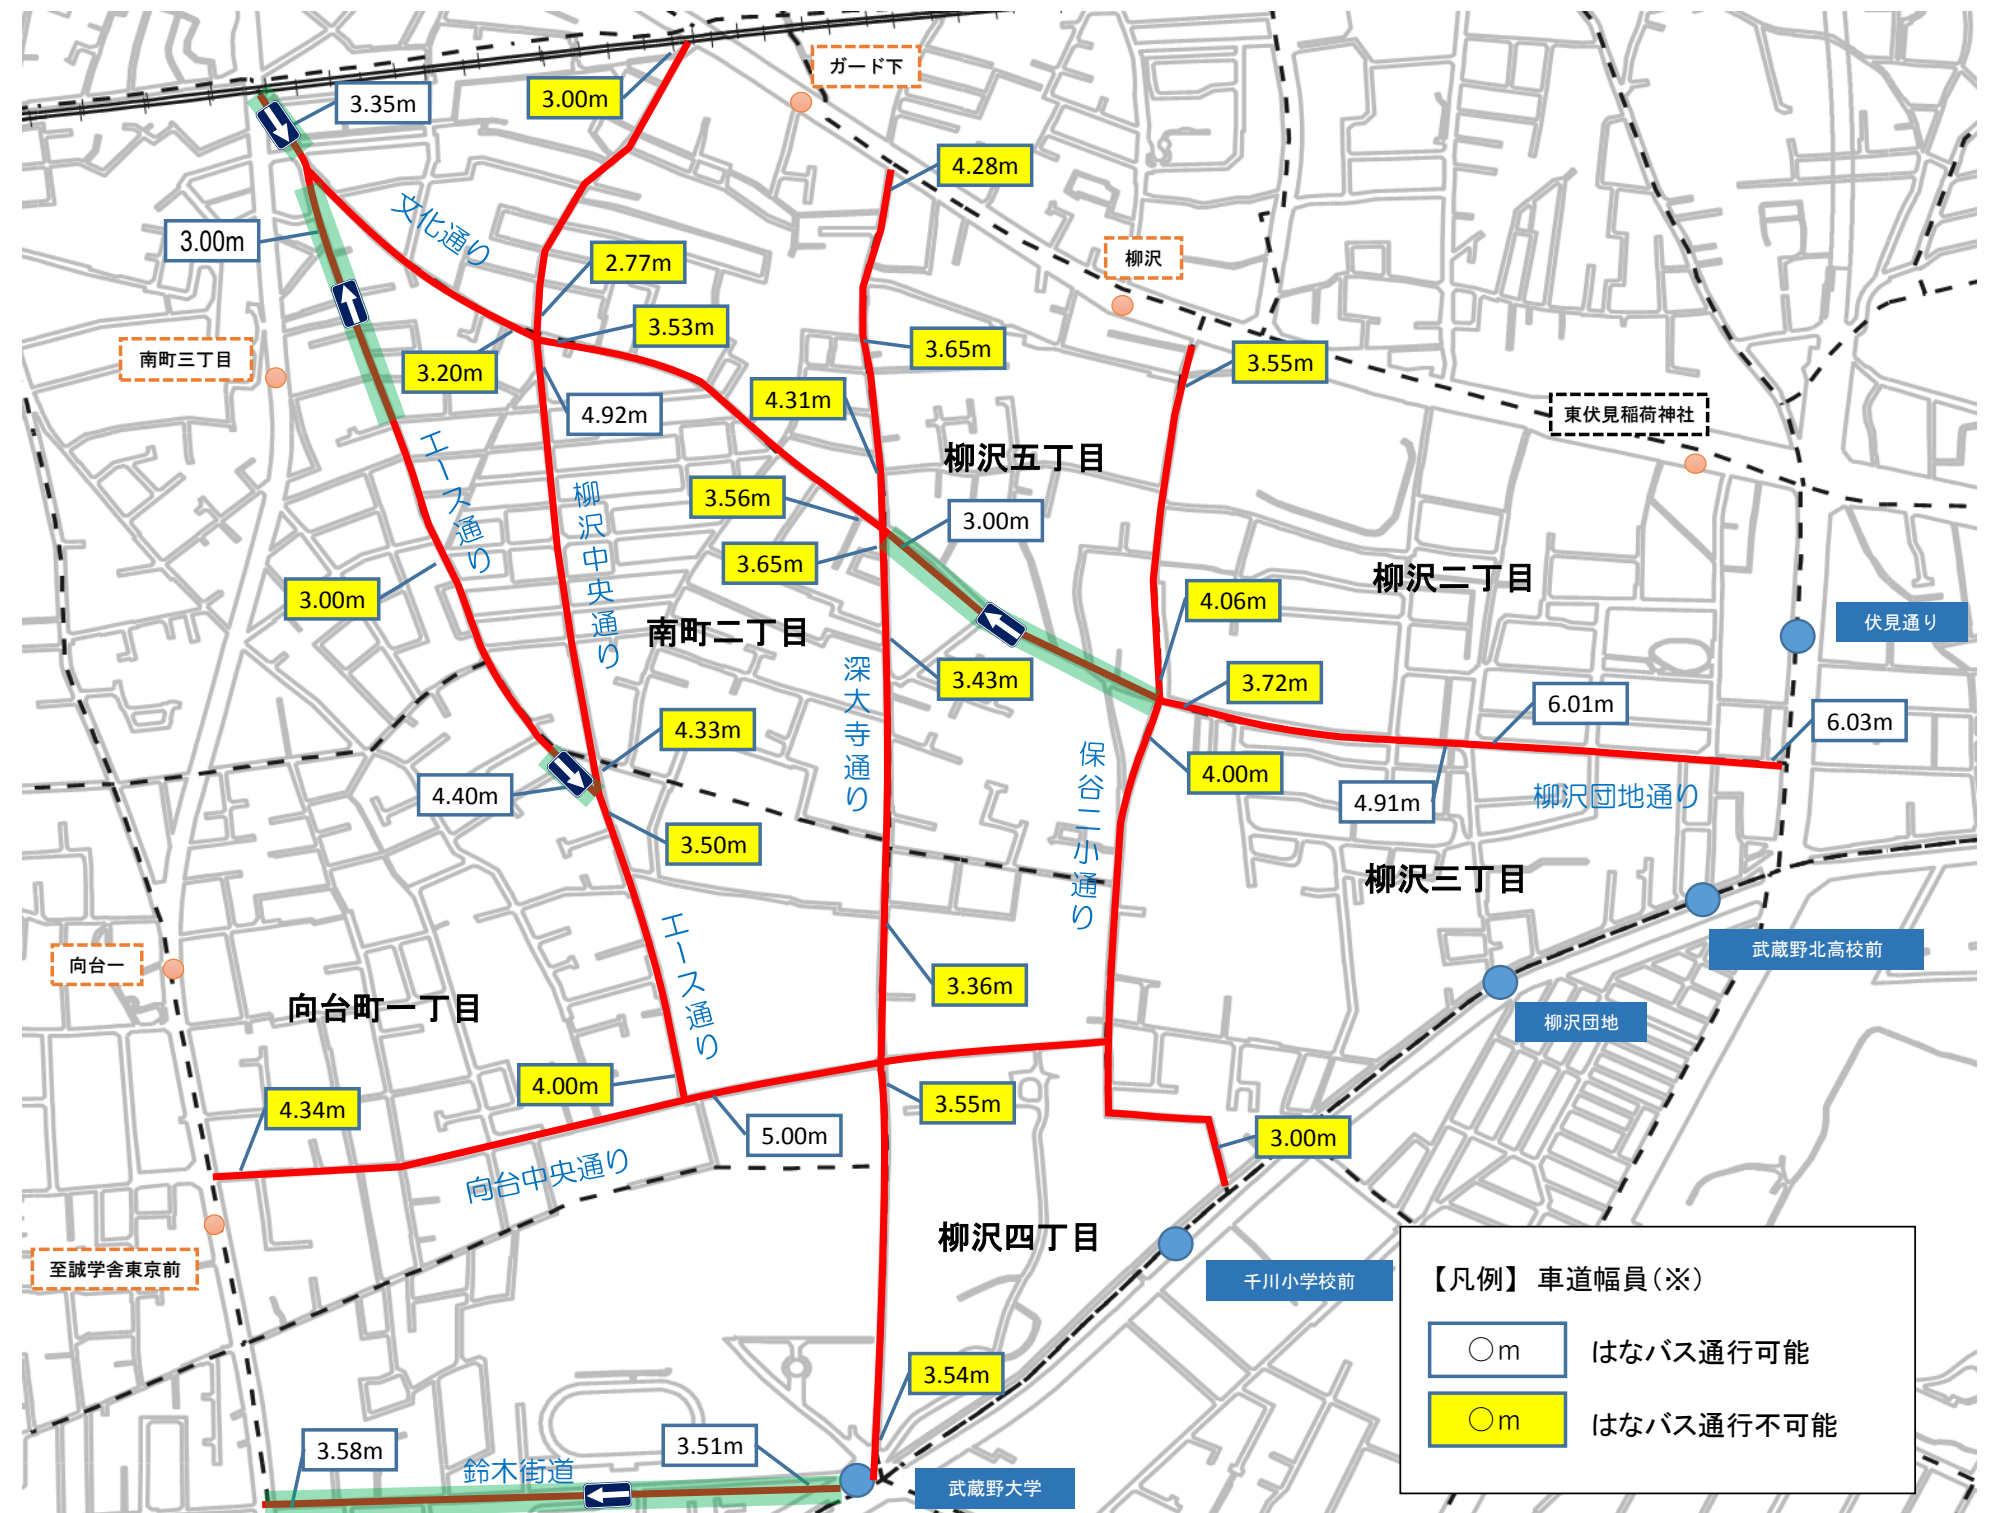 ガード下
3.35m
3.00m
4.28m
文化通り
3.00m
2.77m
柳沢
3.53m
南町三丁目
3.20m
3.65m
3.55m
4.31m
4.92m
東伏見稲荷神社
エース通り
柳沢五丁目
柳沢中央通り
3.56m
3.00m
3.65m
柳沢二丁目
3.00m
4.06m
伏見通り
南町二丁目
深大寺通り
3.43m
3.72m
6.01m
6.03m
4.33m
保谷二小通り
4.00m
4.40m
4.91m
柳沢団地通り
3.50m
柳沢三丁目
エース通り
武蔵野北高校前
向台一
3.36m
向台町一丁目
柳沢団地
4.00m
4.34m
3.55m
5.00m
3.00m
向台中央通り
柳沢四丁目
至誠学舎東京前
千川小学校前
【凡例】 車道幅員(※)
○m はなバス通行可能
○m はなバス通行不可能
3.54m
3.58m
3.51m
鈴木街道
武蔵野大学